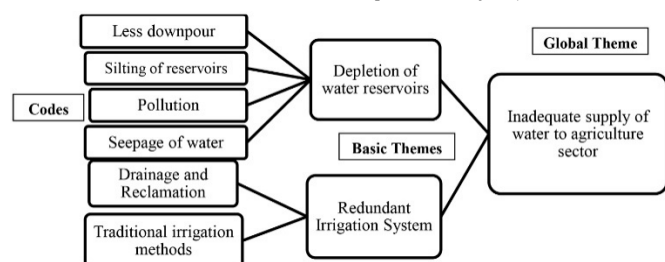 Less downpour
Silting of reservoirs
Codes
Pollution
Seepage of water
Drainage and
Reclamation
Traditional irrigation
methods
Depletion of
water reservoirs
Basic Themes
Redundant
Irrigation System
Global Theme
Inadequate supply of
water to agriculture
sector